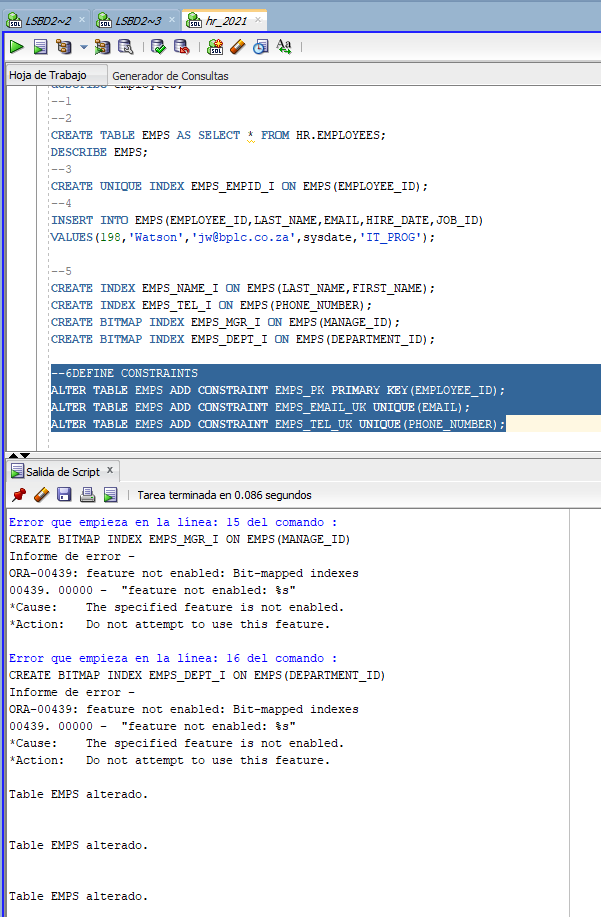 LSBD2~2
LSBD2~3
hr_2021
Hoja de Trabajo
Generador de Consultas
describe employees;
--1
--2
CREATE TABLE EMPS AS SELECT * FROM HR.EMPLOYEES;
DESCRIBE EMPS;
--3
CREATE UNIQUE INDEX EMPS_EMPID_I ON EMPS(EMPLOYEE_ID);
--4
INSERT INTO EMPS(EMPLOYEE_ID,LAST_NAME,EMAIL,HIRE_DATE,JOB_ID)
VALUES(198,'Watson','jw@bplc.co.za',sysdate,'IT_PROG');
--5
CREATE INDEX EMPS_NAME_I ON EMPS(LAST_NAME,FIRST_NAME);
CREATE INDEX EMPS_TEL_I ON EMPS(PHONE_NUMBER);
CREATE BITMAP INDEX EMPS_MGR_I ON EMPS(MANAGE_ID);
CREATE BITMAP INDEX EMPS_DEPT_I ON EMPS(DEPARTMENT_ID);
--6DEFINE CONSTRAINTS
ALTER TABLE EMPS ADD CONSTRAINT EMPS_PK PRIMARY KEY(EMPLOYEE_ID);
ALTER TABLE EMPS ADD CONSTRAINT EMPS_EMAIL_UK UNIQUE(EMAIL);
ALTER TABLE EMPS ADD CONSTRAINT EMPS_TEL_UK UNIQUE(PHONE_NUMBER);
Salida de Script x
Tarea terminada en 0.086 segundos
Error que empieza en la línea: 15 del comando :
CREATE BITMAP INDEX EMPS_MGR_I ON EMPS(MANAGE_ID)
Informe de error -
ORA-00439: feature not enabled: Bit-mapped indexes
00439. 00000 - "feature not enabled: %s"
*Cause: The specified feature is not enabled.
*Action: Do not attempt to use this feature.
Error que empieza en la línea: 16 del comando :
CREATE BITMAP INDEX EMPS_DEPT_I ON EMPS(DEPARTMENT_ID)
Informe de error -
ORA-00439: feature not enabled: Bit-mapped indexes
00439. 00000 - "feature not enabled: %s"
*Cause: The specified feature is not enabled.
*Action: Do not attempt to use this feature.
Table EMPS alterado.
Table EMPS alterado.
Table EMPS alterado.